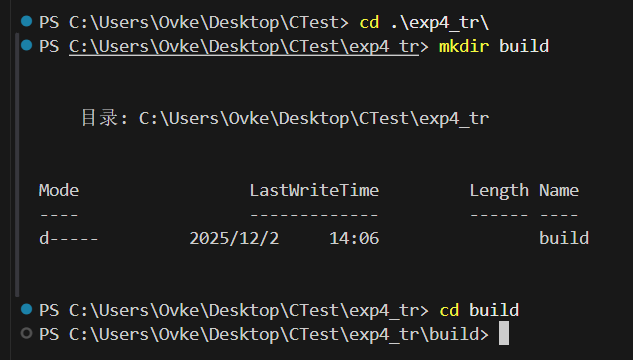 PS C:\Users\Ovke\Desktop\CTest> cd .\exp4_tr\
PS C:\Users\Ovke\Desktop\CTest\exp4_tr> mkdir build
目录: C:\Users\Ovke\Desktop\CTest\exp4_tr
Mode LastWriteTime Length Name
---- ------------- ------ ----
d----- 2025/12/2 14:06 build
PS C:\Users\Ovke\Desktop\CTest\exp4_tr> cd build
PS C:\Users\Ovke\Desktop\CTest\exp4_tr\build>